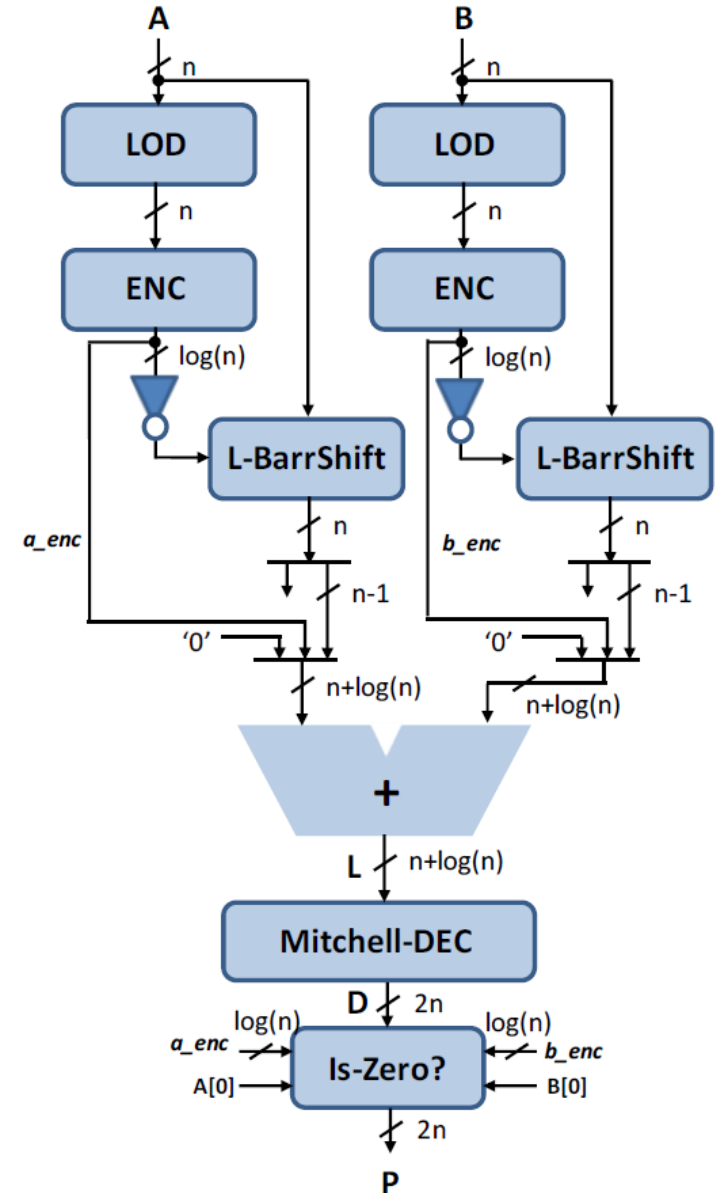 A B
n n
LOD LOD
n n
ENC ENC
log(n) log(n)
L-BarrShift L-BarrShift
a_enc n b_enc n
n-1 n-1
‘0’ ‘0’
n+log(n) n+log(n)
+
L n+log(n)
Mitchell-DEC
D 2n
log(n) log(n)
a_enc b_enc
Is-Zero?
A[0] B[0]
2n
P